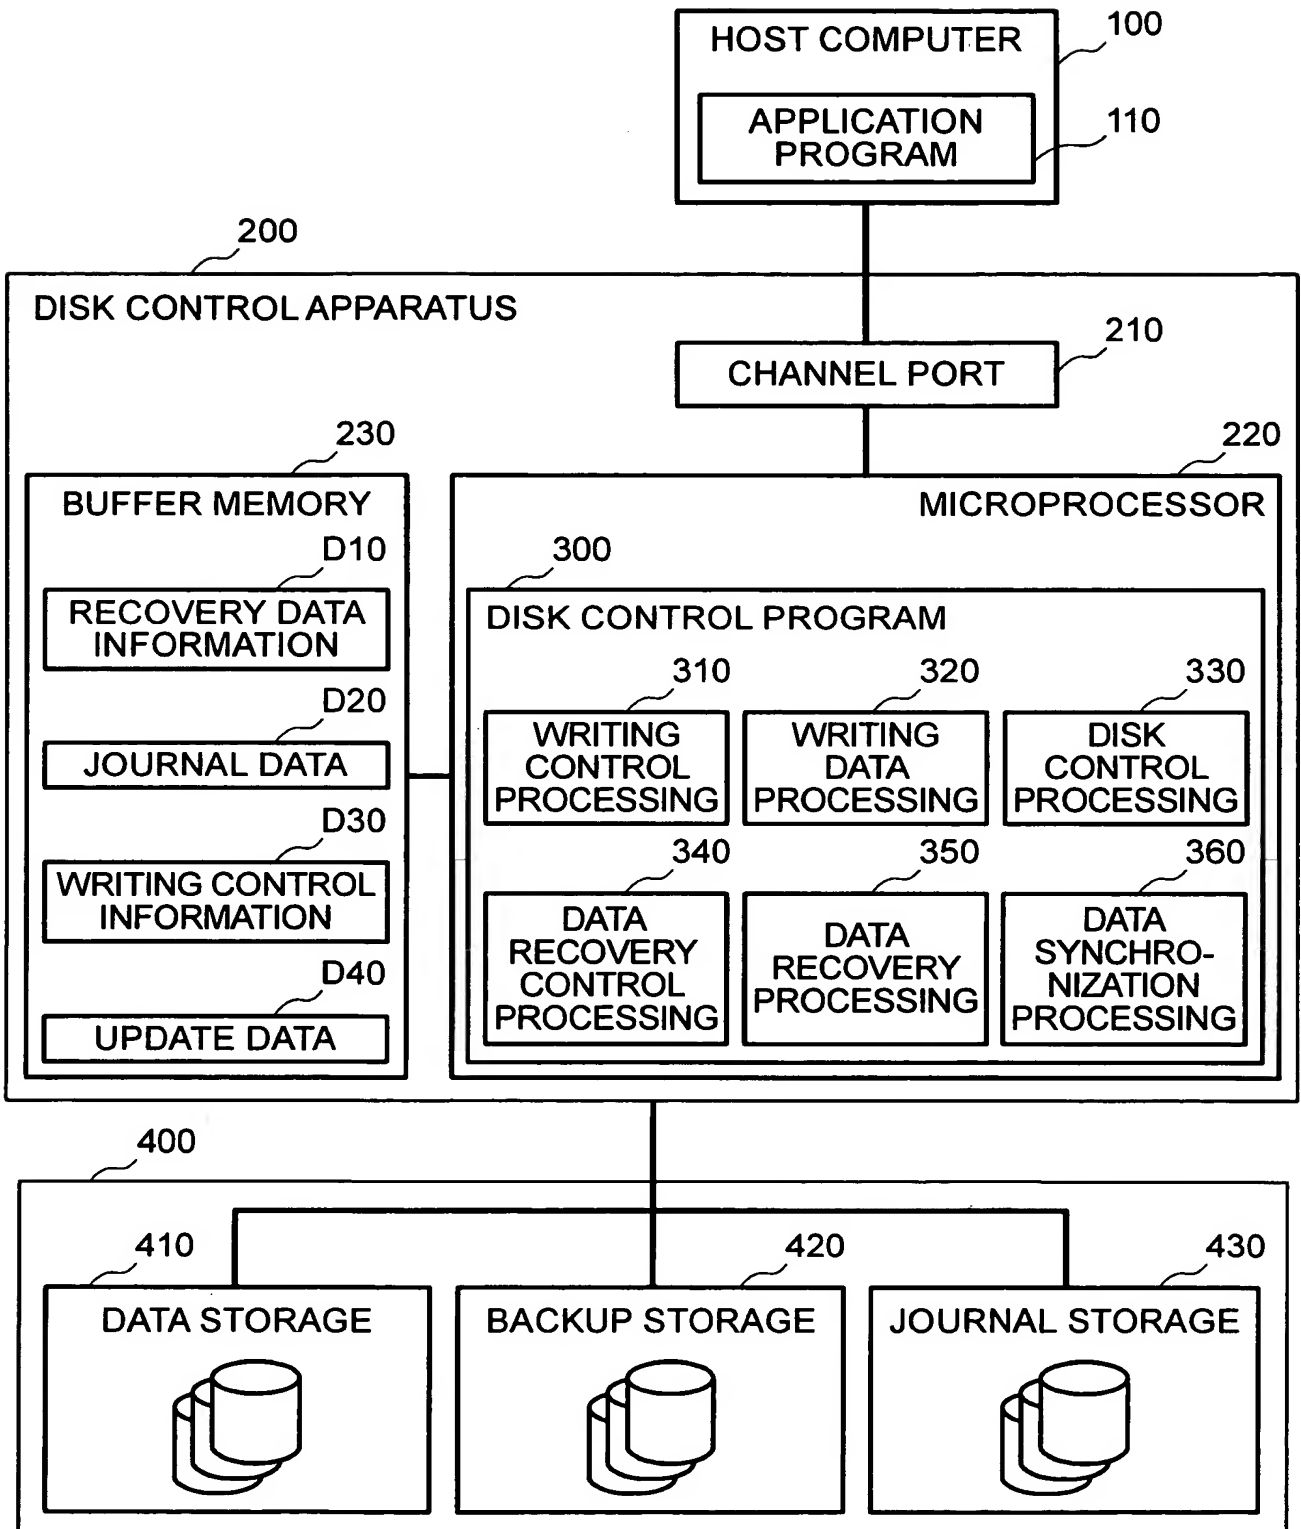 HOST COMPUTER
100
APPLICATION
PROGRAM
110
200
DISK CONTROL APPARATUS
CHANNEL PORT
210
230
BUFFER MEMORY
D10
RECOVERY DATA
INFORMATION
D20
JOURNAL DATA
D30
WRITING CONTROL
INFORMATION
D40
UPDATE DATA
220
MICROPROCESSOR
300
DISK CONTROL PROGRAM
310
WRITING
CONTROL
PROCESSING
320
WRITING
DATA
PROCESSING
330
DISK
CONTROL
PROCESSING
340
DATA
RECOVERY
CONTROL
PROCESSING
350
DATA
RECOVERY
PROCESSING
360
DATA
SYNCHRO-
NIZATION
PROCESSING
400
410
DATA STORAGE
420
BACKUP STORAGE
430
JOURNAL STORAGE